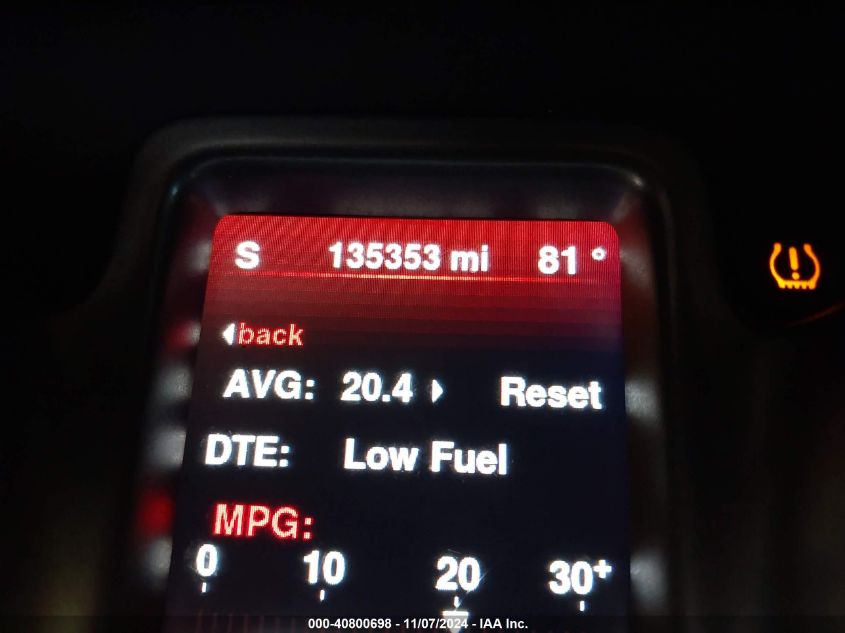 S 135353 mi 81°
back
AVG: 20.4 Reset
DTE: Low Fuel
MPG:
0 10 20 30+
000-40800698 - 11/07/2024 - IAA Inc.